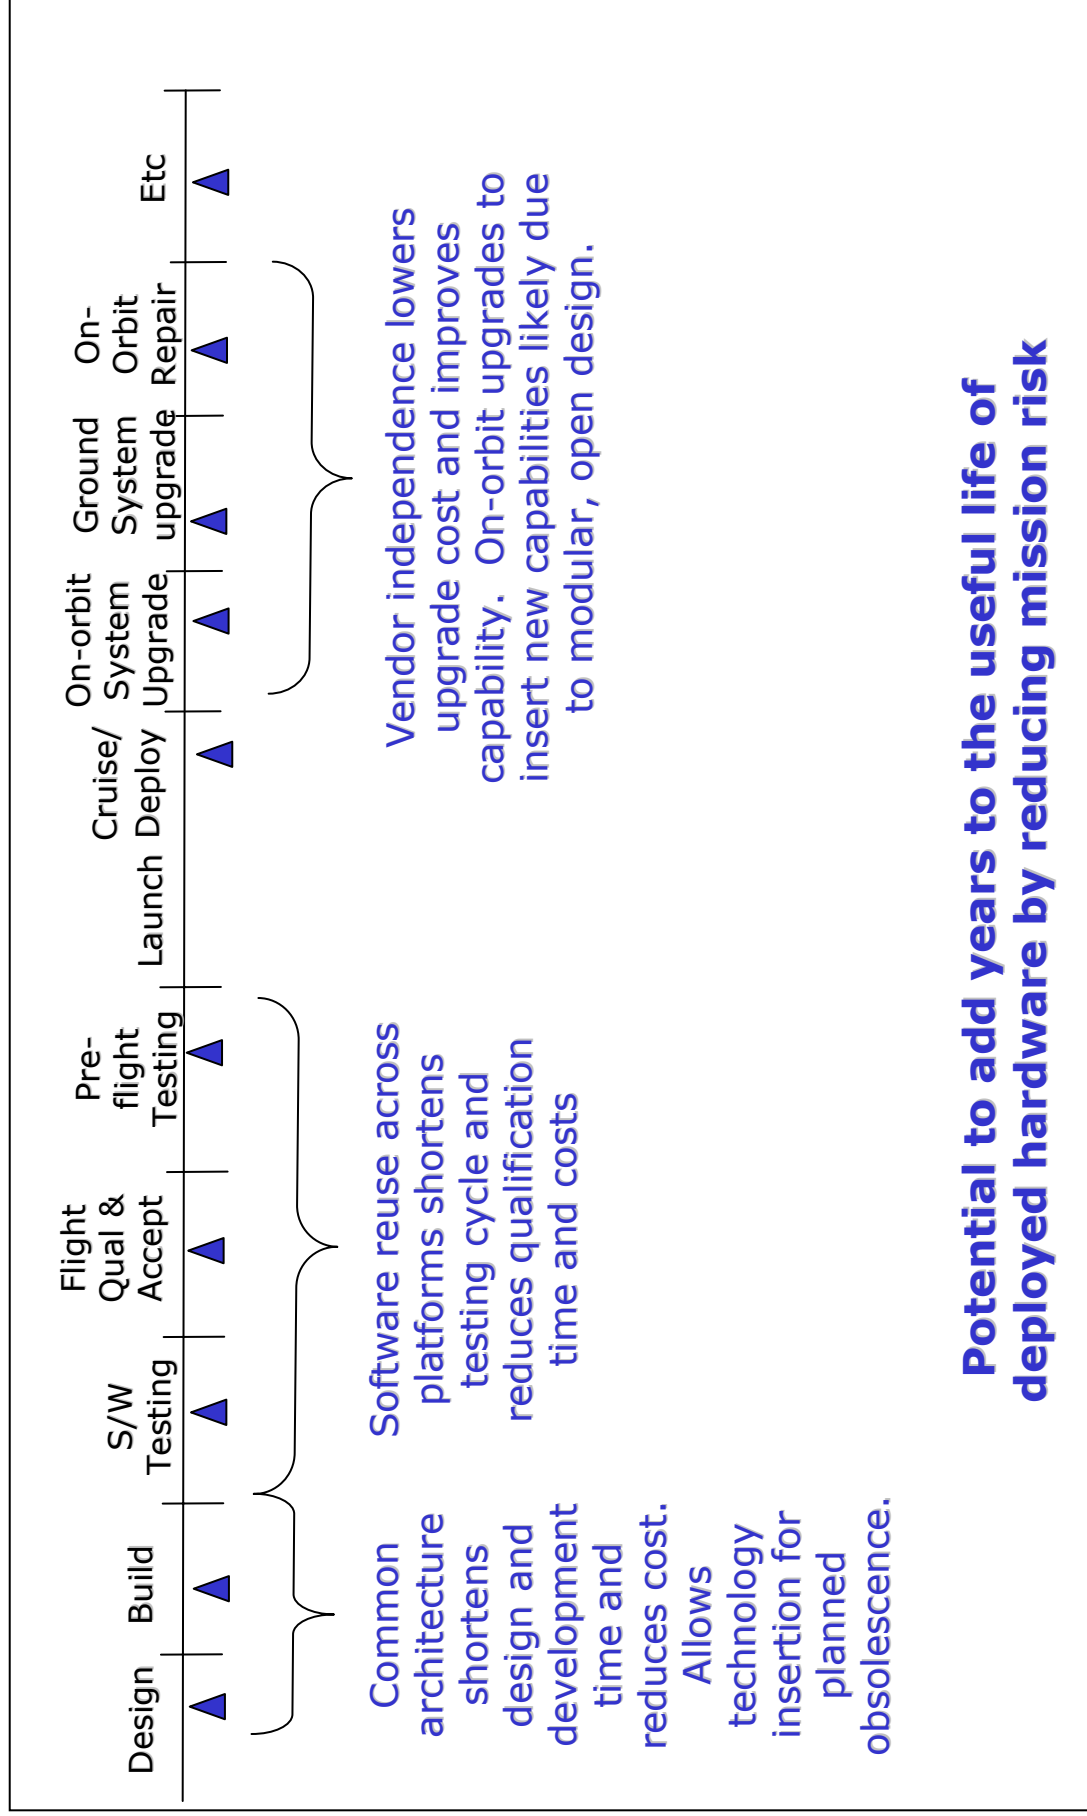 Design
Build
S/W
Testing
Flight
Qual &
Accept
Pre-
flight
Testing
Launch
Cruise/
Deploy
On-orbit
System
Upgrade
Ground
System
upgrade
On-
Orbit
Repair
Etc
Common
architecture
shortens
design and
development
time and
reduces cost.
Allows
technology
insertion for
planned
obsolescence.
Software reuse across
platforms shortens
testing cycle and
reduces qualification
time and costs
Vendor independence lowers
upgrade cost and improves
capability. On-orbit upgrades to
insert new capabilities likely due
to modular, open design.
Potential to add years to the useful life of
deployed hardware by reducing mission risk